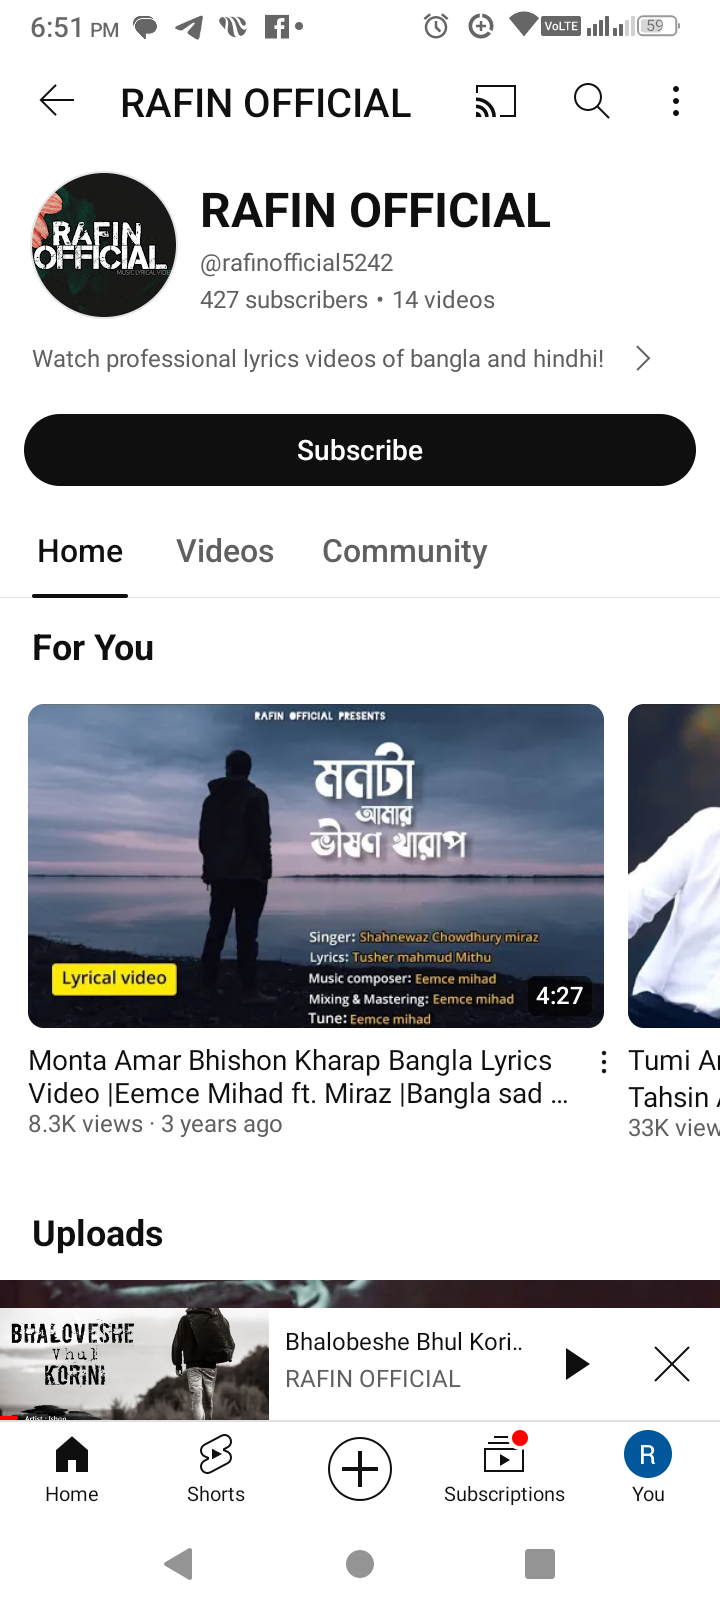 6:51 PM
VoLTE
59
RAFIN OFFICIAL
RAFIN
OFFICIAL
RAFIN OFFICIAL
@rafinofficial5242
427 subscribers • 14 videos
Watch professional lyrics videos of bangla and hindhi!
Subscribe
Home Videos Community
For You
RAFIN OFFICIAL PRESENTS
মনটা
আমার
ভীষণ খারাপ
Singer: Shahnewaz Chowdhury miraz
Lyrics: Tusher mahmud Mithu
Music composer: Eemce mihad
Mixing & Mastering: Eemce mihad
Tune: Eemce mihad
Lyrical video
4:27
Monta Amar Bhishon Kharap Bangla Lyrics
Video |Eemce Mihad ft. Miraz |Bangla sad ...
8.3K views · 3 years ago
Tumi
Tahsin
33K
Uploads
BHALOVESHE
Vhul
KORINI
Artist : Ishan
Bhalobeshe Bhul Kori..
RAFIN OFFICIAL
Home
Shorts
Subscriptions
R
You